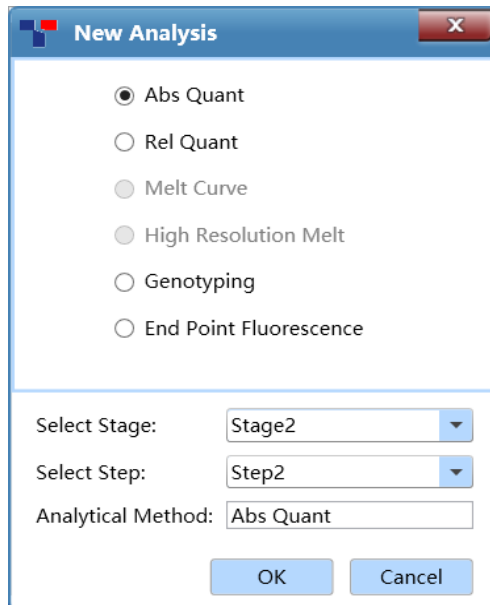 New Analysis
Abs Quant
Rel Quant
Melt Curve
High Resolution Melt
Genotyping
End Point Fluorescence
Select Stage: Stage2
Select Step: Step2
Analytical Method: Abs Quant
OK Cancel